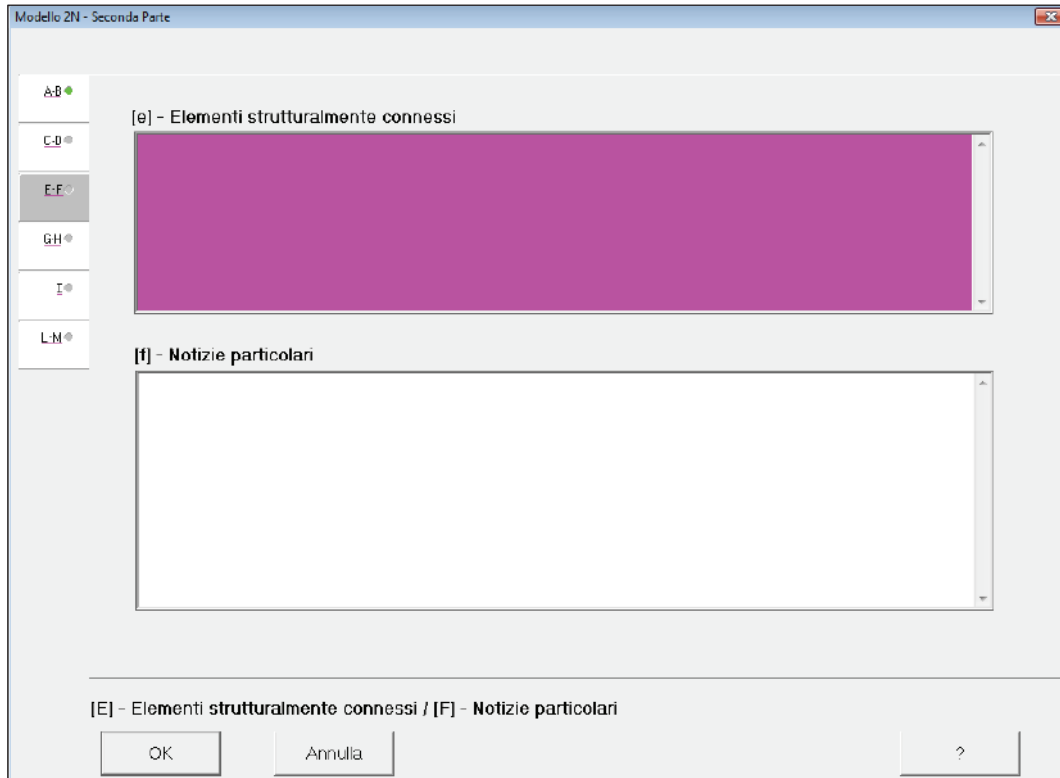 Modello 2N - Seconda Parte
A-B
[e] - Elementi strutturalmente connessi
C-D
E-F
G-H
I
L-M
[f] - Notizie particolari
[E] - Elementi strutturalmente connessi / [F] - Notizie particolari
OK
Annulla
?